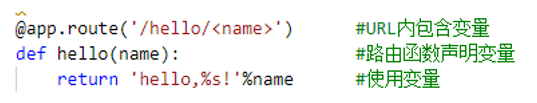 @app.route('/hello/<name>') #URL内包含变量
def hello(name): #路由函数声明变量
    return 'hello,%s!'%name #使用变量